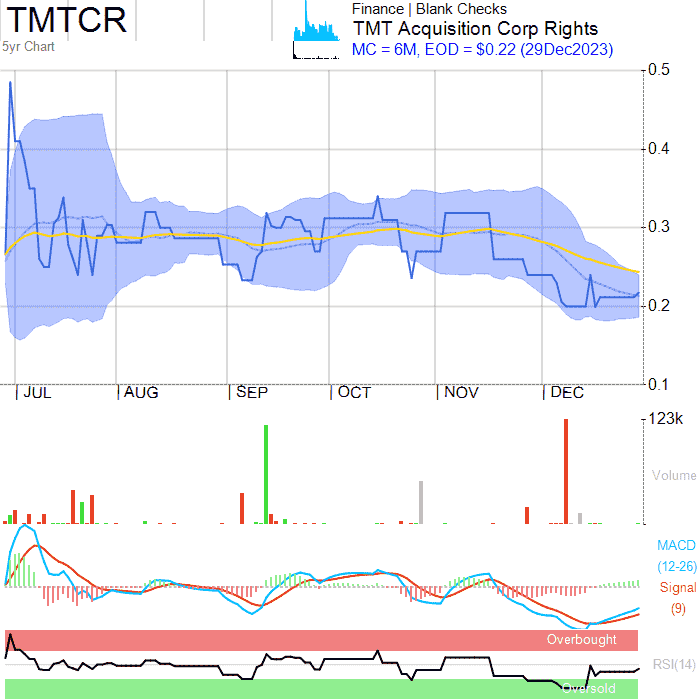 TMTCR
5yr Chart
Finance | Blank Checks
TMT Acquisition Corp Rights
MC = 6M, EOD = $0.22 (29Dec2023)
0.5
0.4
0.3
0.2
0.1
JUL AUG SEP OCT NOV DEC
123k
Volume
MACD
(12-26)
Signal
(9)
Overbought
RSI(14)
Oversold